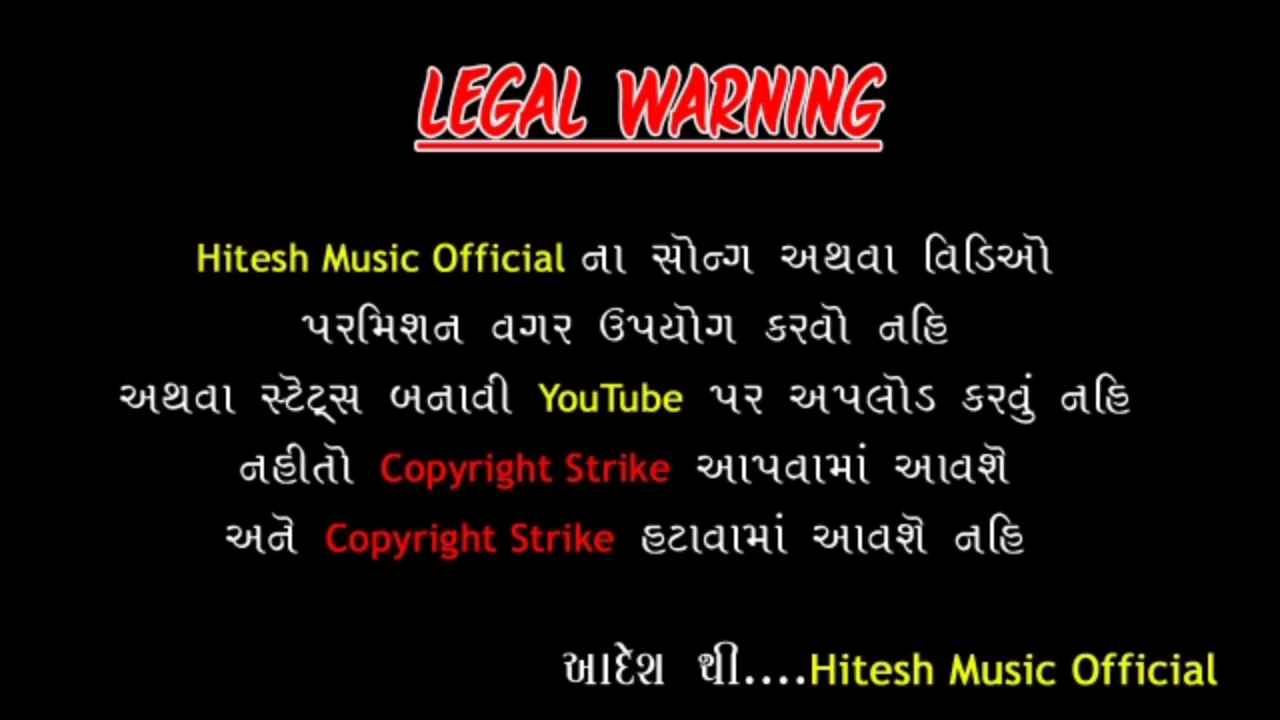 LEGAL WARNING
Hitesh Music Official ના સોન્ગ અથવા વિડિઓ
પરમિશન વગર ઉપયોગ કરવો નહિ
અથવા સ્ટેટ્સ બનાવી YouTube પર અપલોડ કરવું નહિ
નહીતો Copyright Strike આપવામાં આવશે
અને Copyright Strike હટાવામાં આવશે નહિ
આદેશ થી....Hitesh Music Official